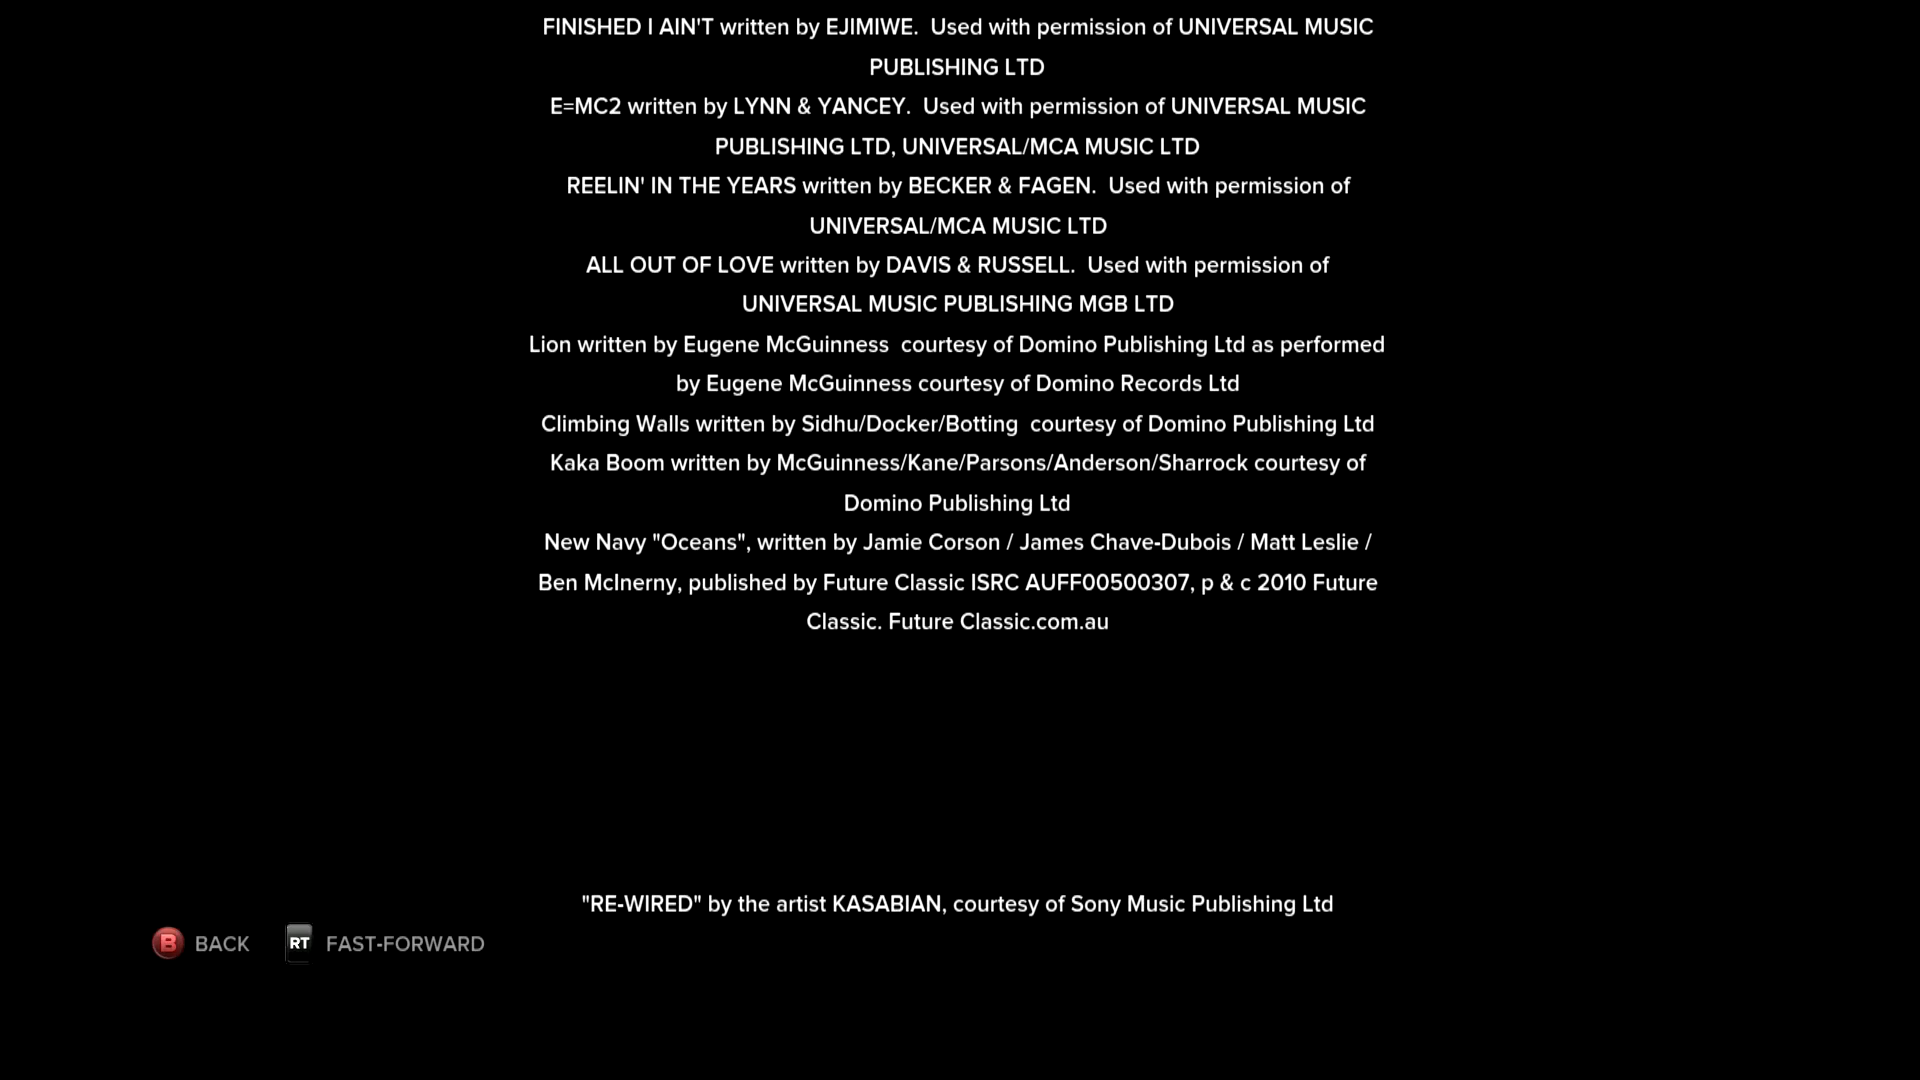 FINISHED I AIN'T written by EJIMIWE.  Used with permission of UNIVERSAL MUSIC
PUBLISHING LTD
E=MC2 written by LYNN & YANCEY.  Used with permission of UNIVERSAL MUSIC
PUBLISHING LTD, UNIVERSAL/MCA MUSIC LTD
REELIN' IN THE YEARS written by BECKER & FAGEN.  Used with permission of
UNIVERSAL/MCA MUSIC LTD
ALL OUT OF LOVE written by DAVIS & RUSSELL.  Used with permission of
UNIVERSAL MUSIC PUBLISHING MGB LTD
Lion written by Eugene McGuinness  courtesy of Domino Publishing Ltd as performed
by Eugene McGuinness courtesy of Domino Records Ltd
Climbing Walls written by Sidhu/Docker/Botting  courtesy of Domino Publishing Ltd
Kaka Boom written by McGuinness/Kane/Parsons/Anderson/Sharrock courtesy of
Domino Publishing Ltd
New Navy "Oceans", written by Jamie Corson / James Chave-Dubois / Matt Leslie /
Ben McInerny, published by Future Classic ISRC AUFF00500307, p & c 2010 Future
Classic. Future Classic.com.au
"RE-WIRED" by the artist KASABIAN, courtesy of Sony Music Publishing Ltd
B BACK RT FAST-FORWARD